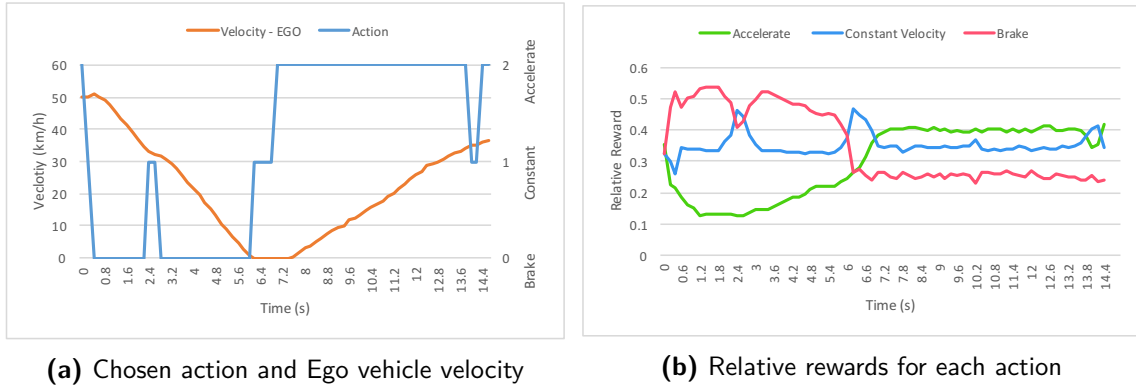 Velocity - EGO Action
60
50
40
30
20
10
0
Veclotiy (km/h)
2
1
0
Accelerate
Constant
Brake
0 0.8 1.6 2.4 3.2 4 4.8 5.6 6.4 7.2 8 8.8 9.6 10.4 11.2 12 12.8 13.6 14.4
Time (s)
(a) Chosen action and Ego vehicle velocity
Accelerate Constant Velocity Brake
0.6
0.5
0.4
0.3
0.2
0.1
0
Relative Reward
0 0.6 1.2 1.8 2.4 3 3.6 4.2 4.8 5.4 6 6.6 7.2 7.8 8.4 9 9.6 10.2 10.8 11.4 12 12.6 13.2 13.8 14.4
Time (s)
(b) Relative rewards for each action